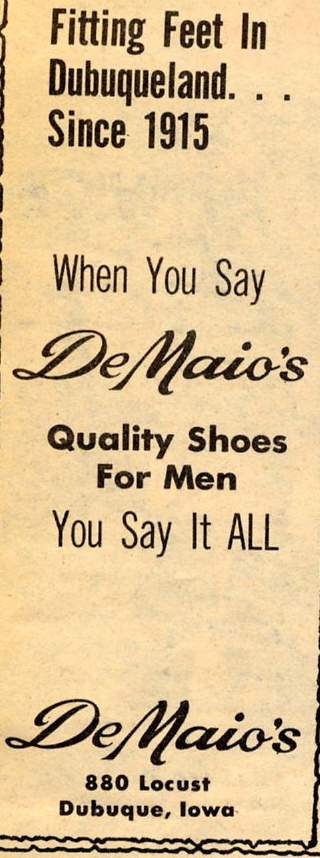 Fitting Feet In
Dubuqueland. . .
Since 1915
When You Say
DeMaio's
Quality Shoes
For Men
You Say It ALL
DeMaio's
880 Locust
Dubuque, Iowa